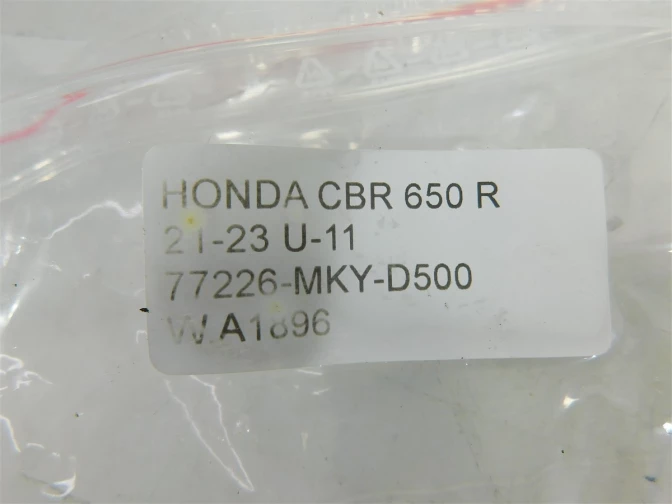 HONDA CBR 650 R
21-23 U-11
77226-MKY-D500
W.A1896